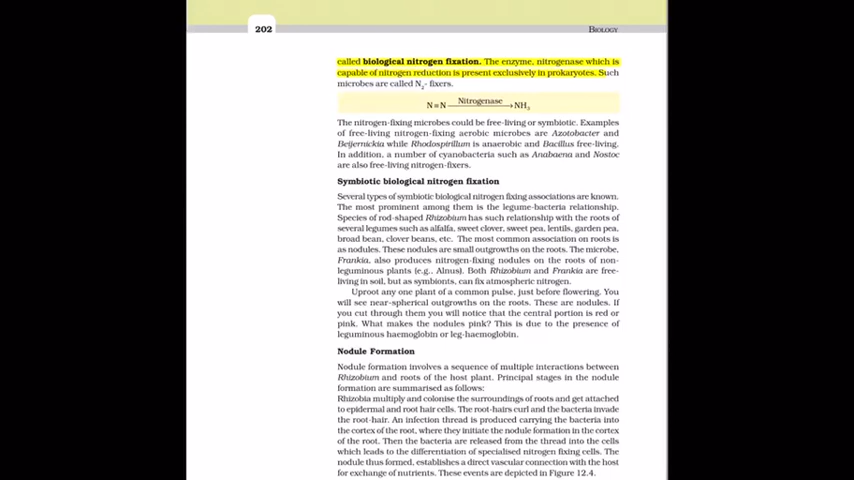 202
BIOLOGY
called biological nitrogen fixation. The enzyme, nitrogenase which is
capable of nitrogen reduction is present exclusively in prokaryotes. Such
microbes are called N₂- fixers.
N≡N Nitrogenase→NH₃
The nitrogen-fixing microbes could be free-living or symbiotic. Examples
of free-living nitrogen-fixing aerobic microbes are Azotobacter and
Beijernickia while Rhodospirillum is anaerobic and Bacillus free-living.
In addition, a number of cyanobacteria such as Anabaena and Nostoc
are also free-living nitrogen-fixers.
Symbiotic biological nitrogen fixation
Several types of symbiotic biological nitrogen fixing associations are known.
The most prominent among them is the legume-bacteria relationship.
Species of rod-shaped Rhizobium has such relationship with the roots of
several legumes such as alfalfa, sweet clover, sweet pea, lentils, garden pea,
broad bean, clover beans, etc. The most common association on roots is
as nodules. These nodules are small outgrowths on the roots. The microbe,
Frankia, also produces nitrogen-fixing nodules on the roots of non-
leguminous plants (e.g., Alnus). Both Rhizobium and Frankia are free-
living in soil, but as symbionts, can fix atmospheric nitrogen.
Uproot any one plant of a common pulse, just before flowering. You
will see near-spherical outgrowths on the roots. These are nodules. If
you cut through them you will notice that the central portion is red or
pink. What makes the nodules pink? This is due to the presence of
leguminous haemoglobin or leg-haemoglobin.
Nodule Formation
Nodule formation involves a sequence of multiple interactions between
Rhizobium and roots of the host plant. Principal stages in the nodule
formation are summarised as follows:
Rhizobia multiply and colonise the surroundings of roots and get attached
to epidermal and root hair cells. The root-hairs curl and the bacteria invade
the root-hair. An infection thread is produced carrying the bacteria into
the cortex of the root, where they initiate the nodule formation in the cortex
of the root. Then the bacteria are released from the thread into the cells
which leads to the differentiation of specialised nitrogen fixing cells. The
nodule thus formed, establishes a direct vascular connection with the host
for exchange of nutrients. These events are depicted in Figure 12.4.